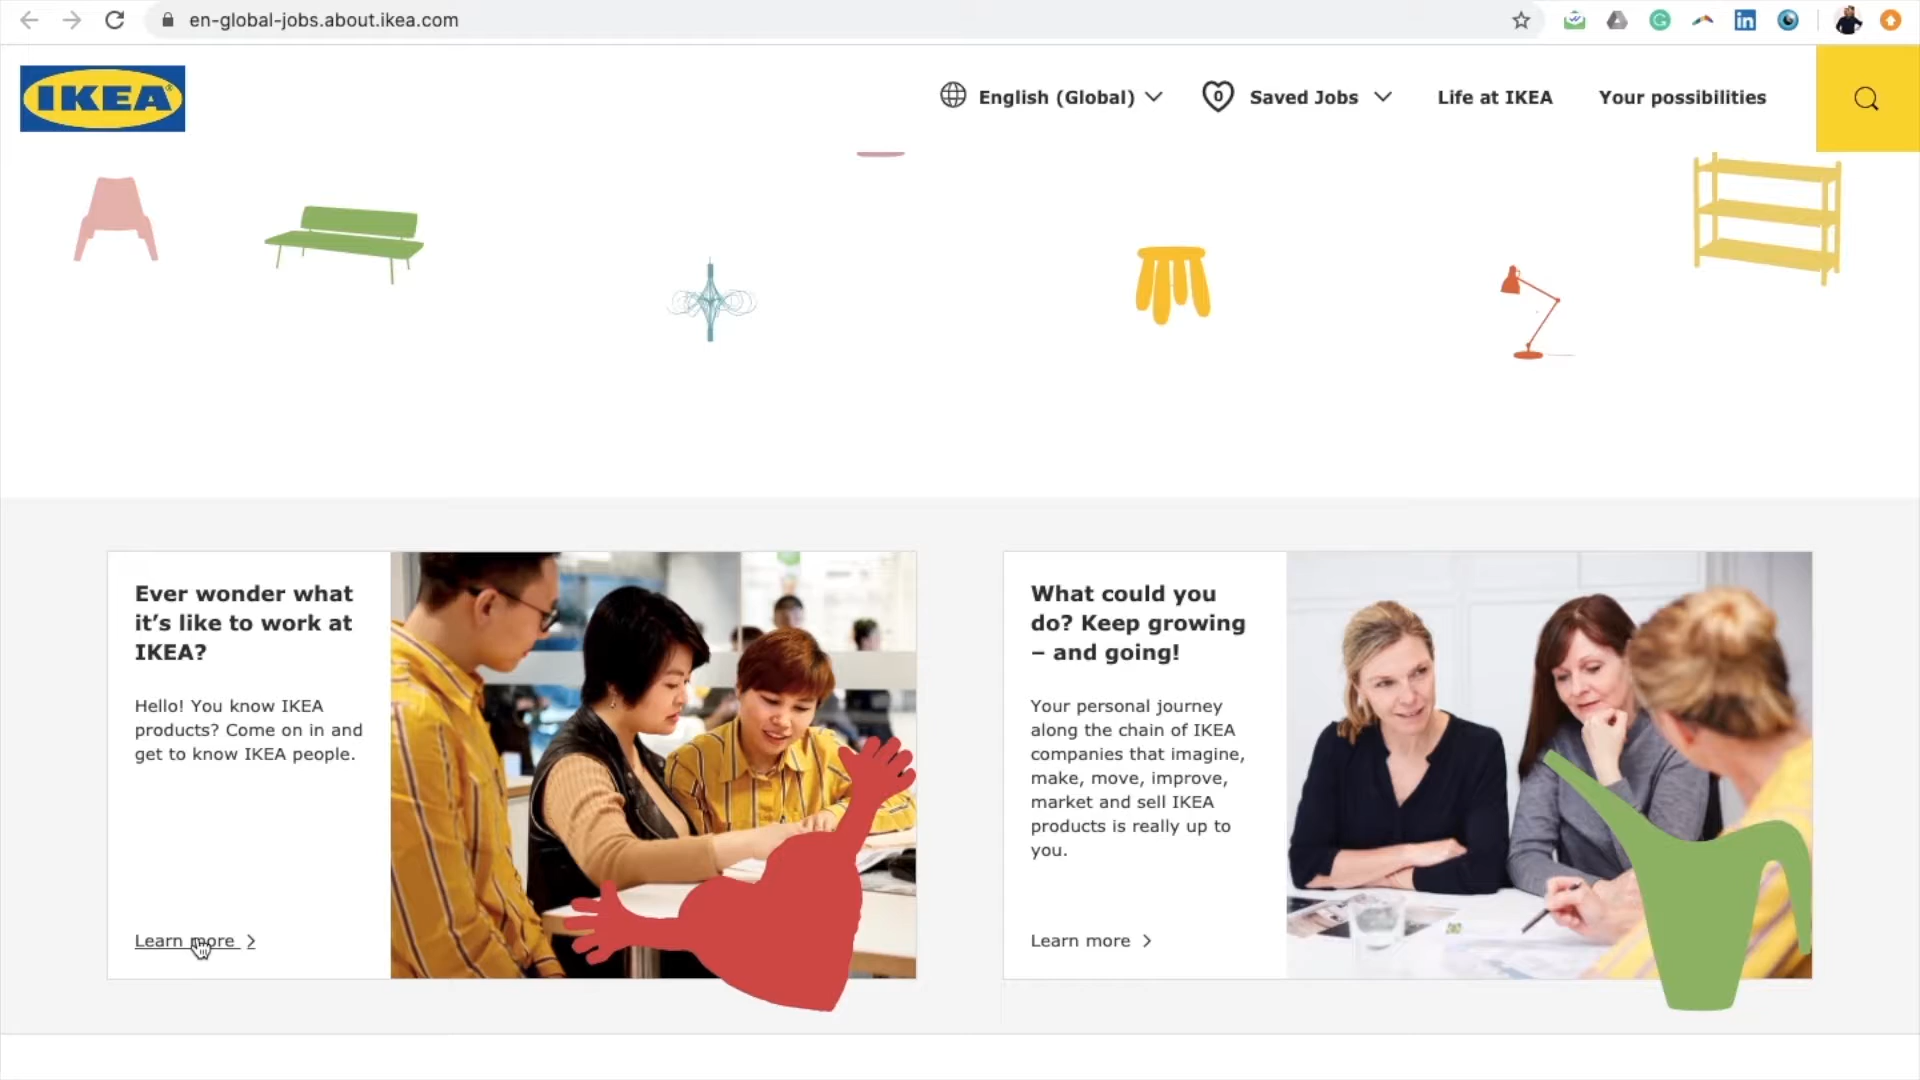 en-global-jobs.about.ikea.com
IKEA
English (Global)
0
Saved Jobs
Life at IKEA
Your possibilities
Ever wonder what
it’s like to work at
IKEA?
Hello! You know IKEA
products? Come on in and
get to know IKEA people.
Learn more
What could you
do? Keep growing
– and going!
Your personal journey
along the chain of IKEA
companies that imagine,
make, move, improve,
market and sell IKEA
products is really up to
you.
Learn more